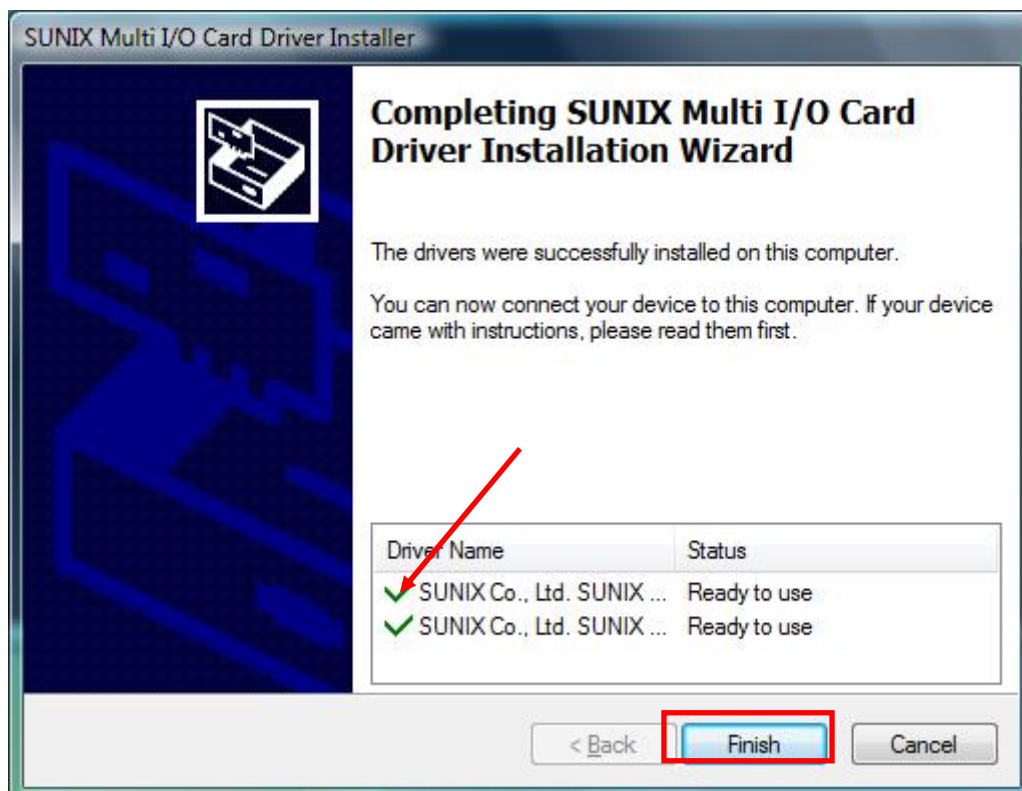 SUNIX Multi I/O Card Driver Installer
Completing SUNIX Multi I/O Card
Driver Installation Wizard
The drivers were successfully installed on this computer.
You can now connect your device to this computer. If your device
came with instructions, please read them first.
Driver Name Status
SUNIX Co., Ltd. SUNIX ... Ready to use
SUNIX Co., Ltd. SUNIX ... Ready to use
< Back Finish Cancel